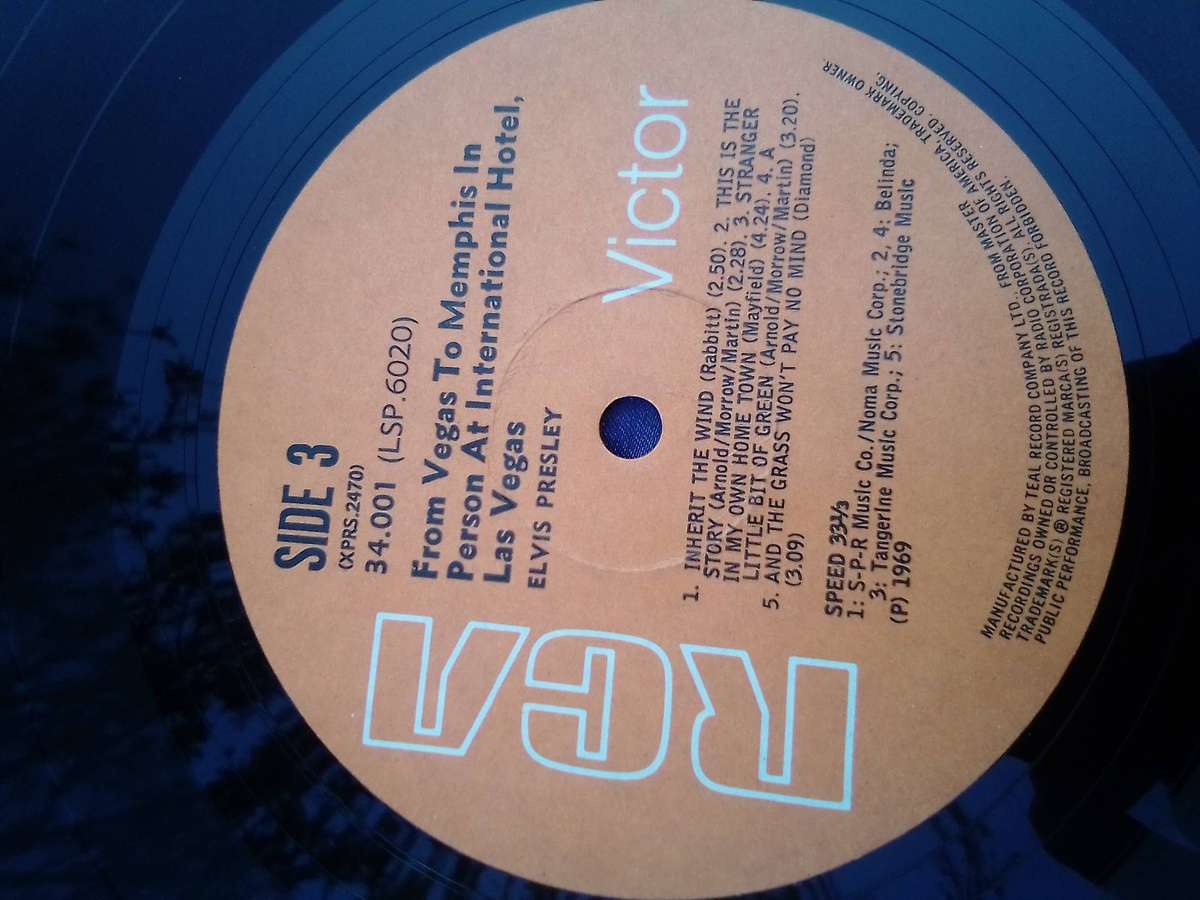 SIDE 3
(XPRS.2470)
34.001 (LSP.6020)
From Vegas To Memphis In
Person At International Hotel,
Las Vegas
ELVIS PRESLEY
RCA
Victor
1. INHERIT THE WIND (Rabbitt) (2.50). 2. THIS IS THE
STORY (Arnold/Morrow/Martin) (2.28). 3. STRANGER
IN MY OWN HOME TOWN (Mayfield) (4.24). 4. A
LITTLE BIT OF GREEN (Arnold/Morrow/Martin) (3.20).
5. AND THE GRASS WON'T PAY NO MIND (Diamond)
(3.09)
SPEED 33⅓
1: S-P-R Music Co./Noma Music Corp.; 2, 4: Belinda;
3: Tangerine Music Corp.; 5: Stonebridge Music
(P) 1969
MANUFACTURED BY TEAL RECORD COMPANY LTD., FROM MASTER
RECORDINGS OWNED OR CONTROLLED BY RADIO CORPORATION OF AMERICA, TRADEMARK OWNER.
TRADEMARK(S) ® REGISTERED MARCA(S) REGISTRADA(S). ALL RIGHTS RESERVED. COPYING,
PUBLIC PERFORMANCE, BROADCASTING OF THIS RECORD FORBIDDEN.